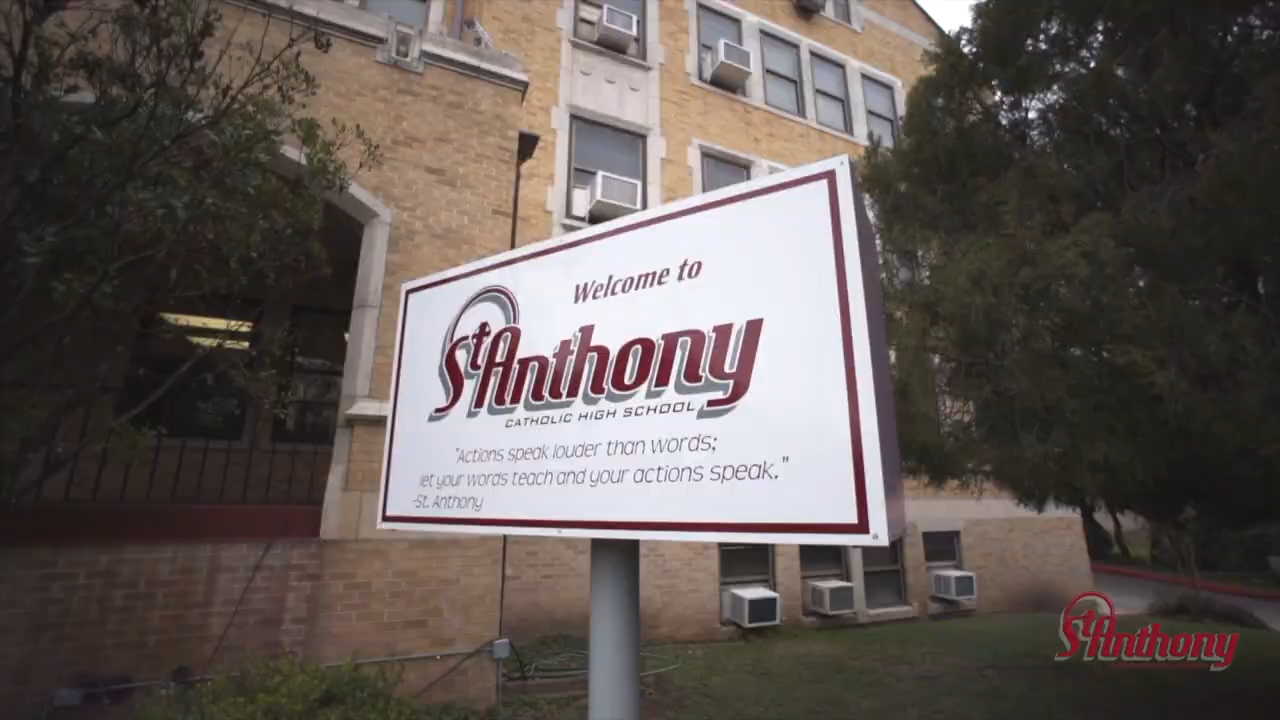 Welcome to
St Anthony
CATHOLIC HIGH SCHOOL
"Actions speak louder than words;
let your words teach and your actions speak."
-St. Anthony
St Anthony